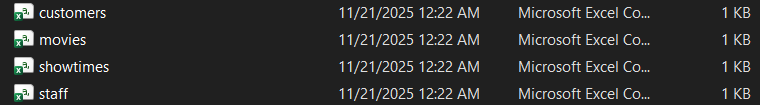 customers 11/21/2025 12:22 AM Microsoft Excel Co... 1 KB
movies 11/21/2025 12:22 AM Microsoft Excel Co... 1 KB
showtimes 11/21/2025 12:22 AM Microsoft Excel Co... 1 KB
staff 11/21/2025 12:22 AM Microsoft Excel Co... 1 KB